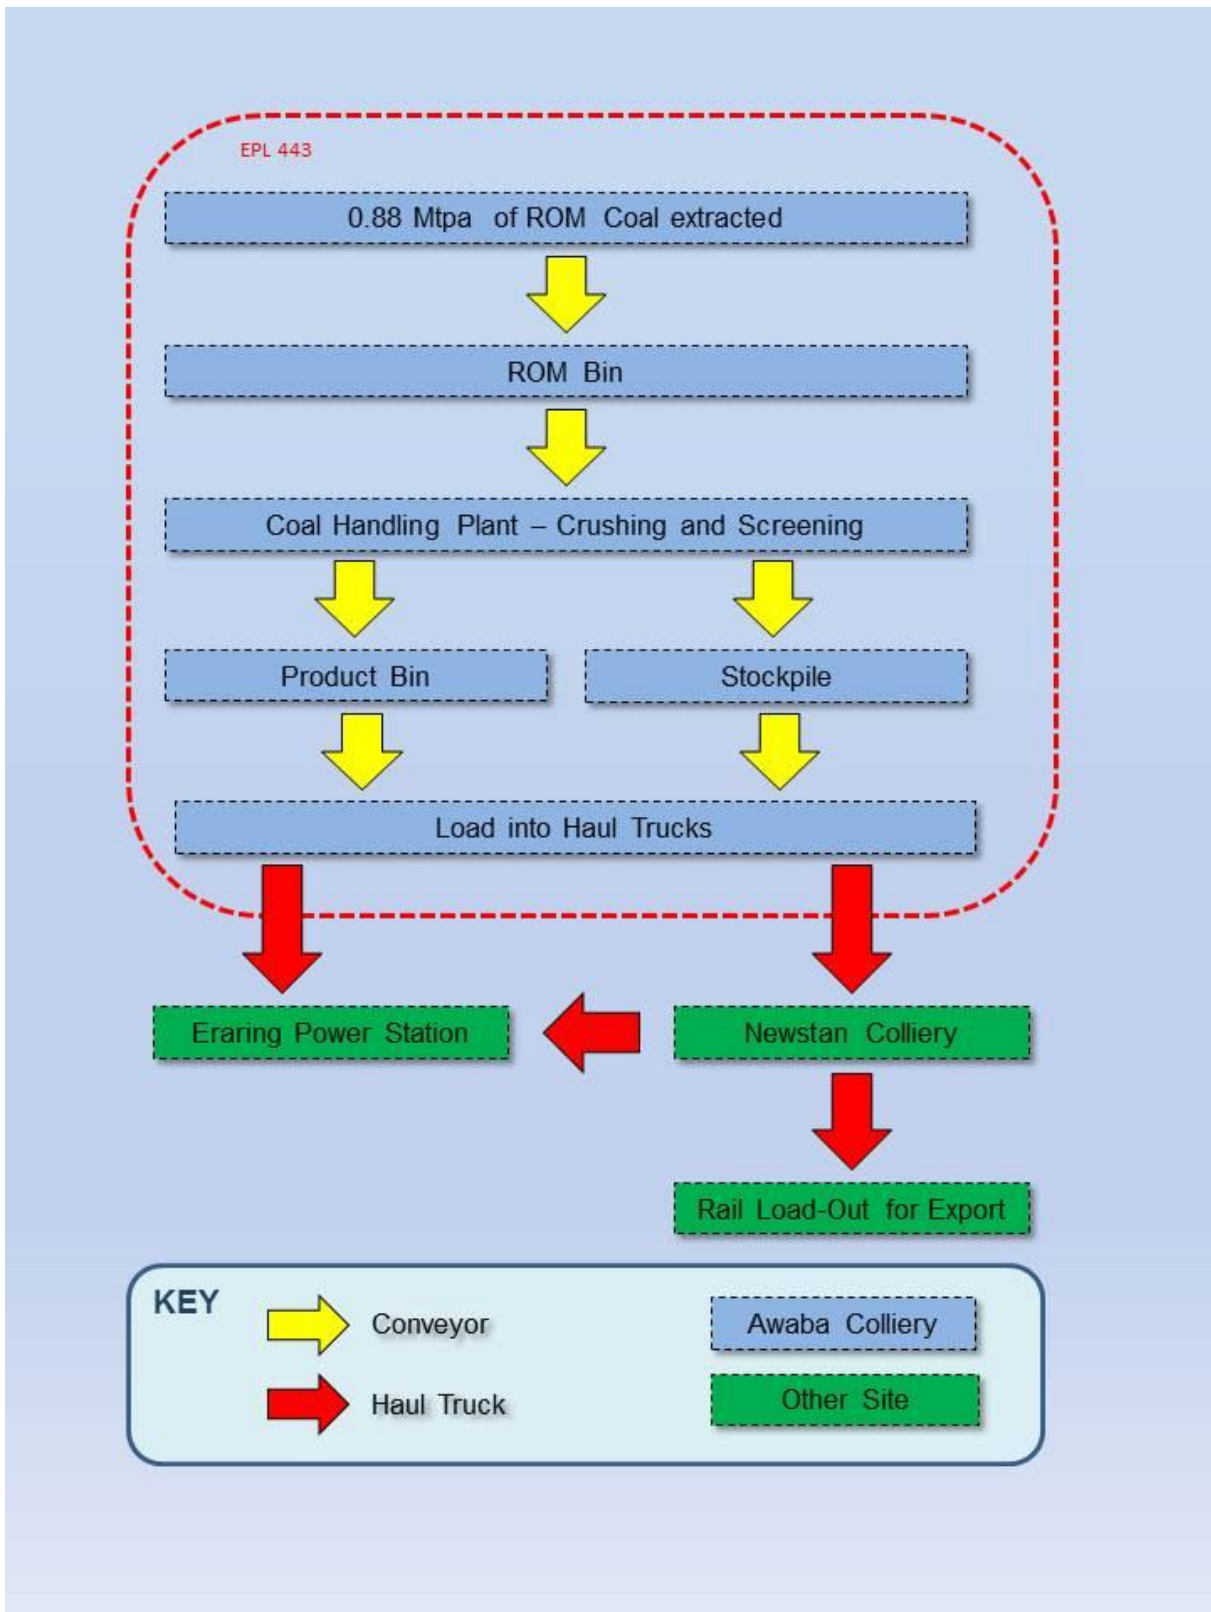 EPL 443
0.88 Mtpa of ROM Coal extracted
ROM Bin
Coal Handling Plant – Crushing and Screening
Product Bin
Stockpile
Load into Haul Trucks
Eraring Power Station
Newstan Colliery
Rail Load-Out for Export
KEY
Conveyor
Awaba Colliery
Haul Truck
Other Site